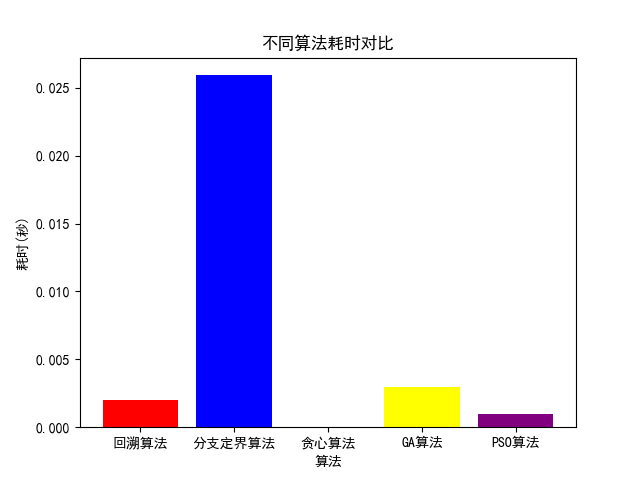 不同算法耗时对比
耗时(秒)
0.025
0.020
0.015
0.010
0.005
0.000
回溯算法
分支定界算法
贪心算法
GA算法
PSO算法
算法